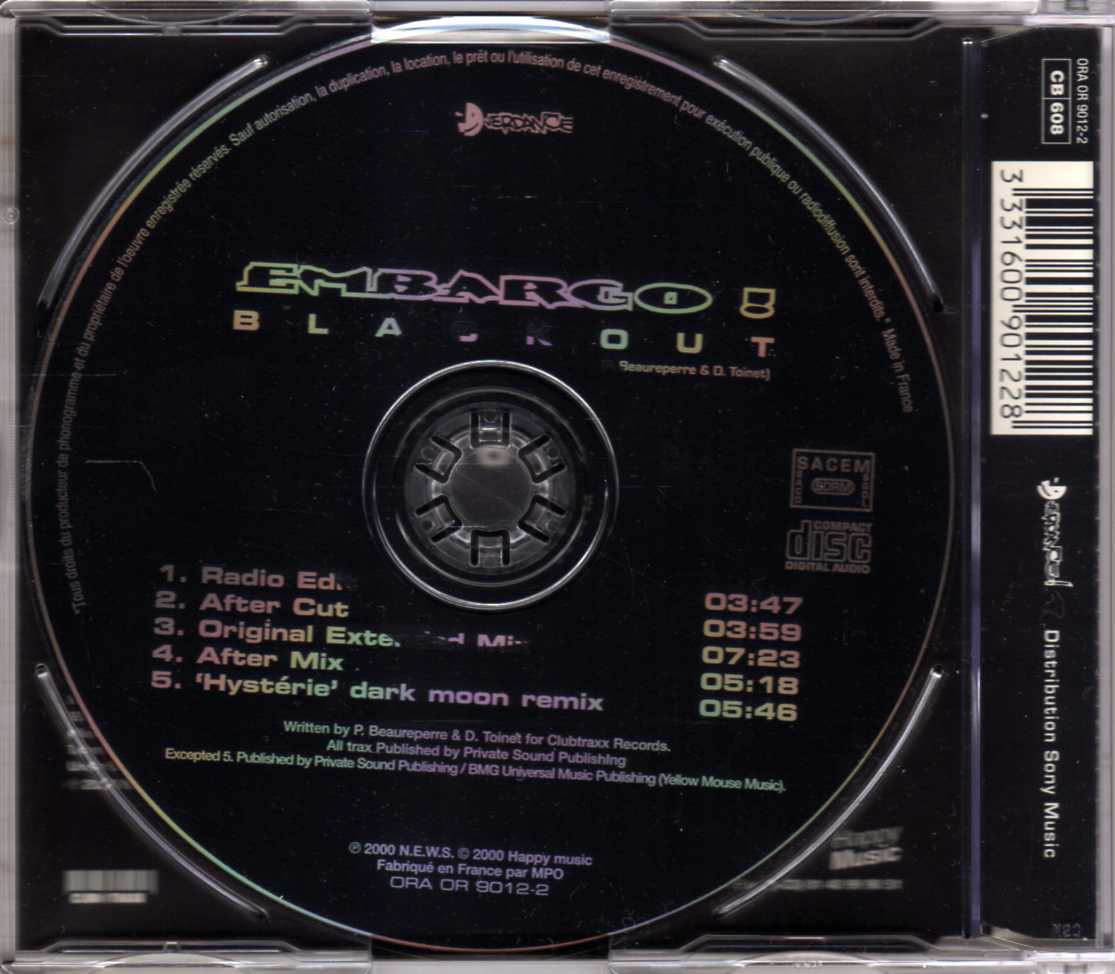 "Tous droits du producteur de phonogramme et du propriétaire de l'oeuvre enregistrée réservés. Sauf autorisation, la duplication, la location, le prêt ou l'utilisation de cet enregistrement pour exécution publique ou radiodiffusion sont interdits." Made in France
EMBARGO !
BLACKOUT
Beaureperre & D. Toinet)
SACEM
SDRM
COMPACT
disc
DIGITAL AUDIO
1. Radio Ed. 03:47
2. After Cut 03:59
3. Original Extended Mix 07:23
4. After Mix 05:18
5. 'Hystérie' dark moon remix 05:46
Written by P. Beaureperre & D. Toinet for Clubtraxx Records.
All trax Published by Private Sound Publishing
Excepted 5. Published by Private Sound Publishing / BMG Universal Music Publishing (Yellow Mouse Music).
℗ 2000 N.E.W.S. © 2000 Happy music
Fabriqué en France par MPO
ORA OR 9012-2
Happy
Music
ORA OR 9012-2
CB 608
3 331600 901228
Distribution Sony Music